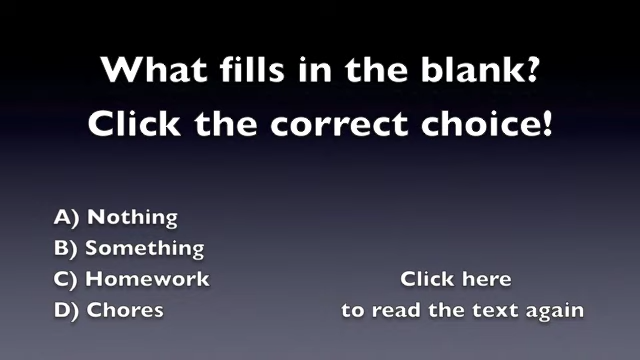 What fills in the blank?
Click the correct choice!
A) Nothing
B) Something
C) Homework
D) Chores
Click here
to read the text again